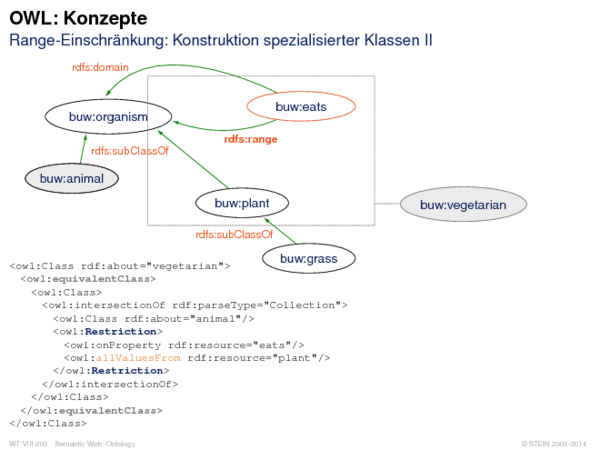 OWL: Konzepte
Range-Einschränkung: Konstruktion spezialisierter Klassen II
rdfs:domain
buw:eats
buw:organism
rdfs:range
rdfs:subClassOf
buw:animal
buw:plant
buw:vegetarian
rdfs:subClassOf
buw:grass
<owl:Class rdf:about="vegetarian">
<owl:equivalentClass>
<owl:Class>
<owl:intersectionOf rdf:parseType="Collection">
<owl:Class rdf:about="animal"/>
<owl:Restriction>
<owl:onProperty rdf:resource="eats"/>
<owl:allValuesFrom rdf:resource="plant"/>
</owl:Restriction>
</owl:intersectionOf>
</owl:Class>
</owl:equivalentClass>
</owl:Class>
WT:VIII-205 Semantic Web: Ontology © STEIN 2005-2014